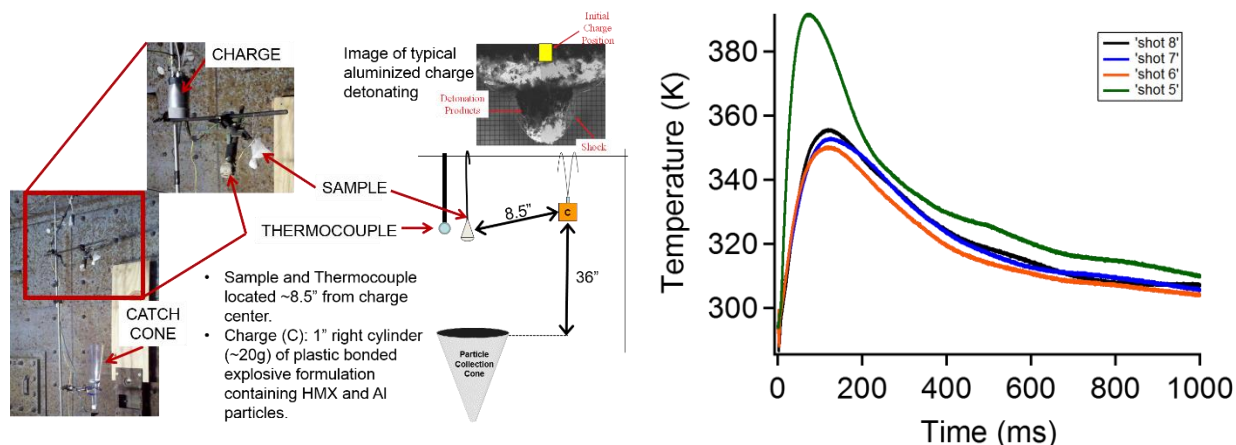 CHARGE
Image of typical
aluminized charge
detonating
Initial
Charge
Position
Detonation
Products
Shock
SAMPLE
THERMOCOUPLE
8.5"
C
36"
CATCH
CONE
• Sample and Thermocouple
located ~8.5" from charge
center.
• Charge (C): 1" right cylinder
(~20g) of plastic bonded
explosive formulation
containing HMX and Al
particles.
Particle
Collection
Cone
Temperature (K)
380
360
340
320
300
'shot 8'
'shot 7'
'shot 6'
'shot 5'
0
200
400
600
800
1000
Time (ms)